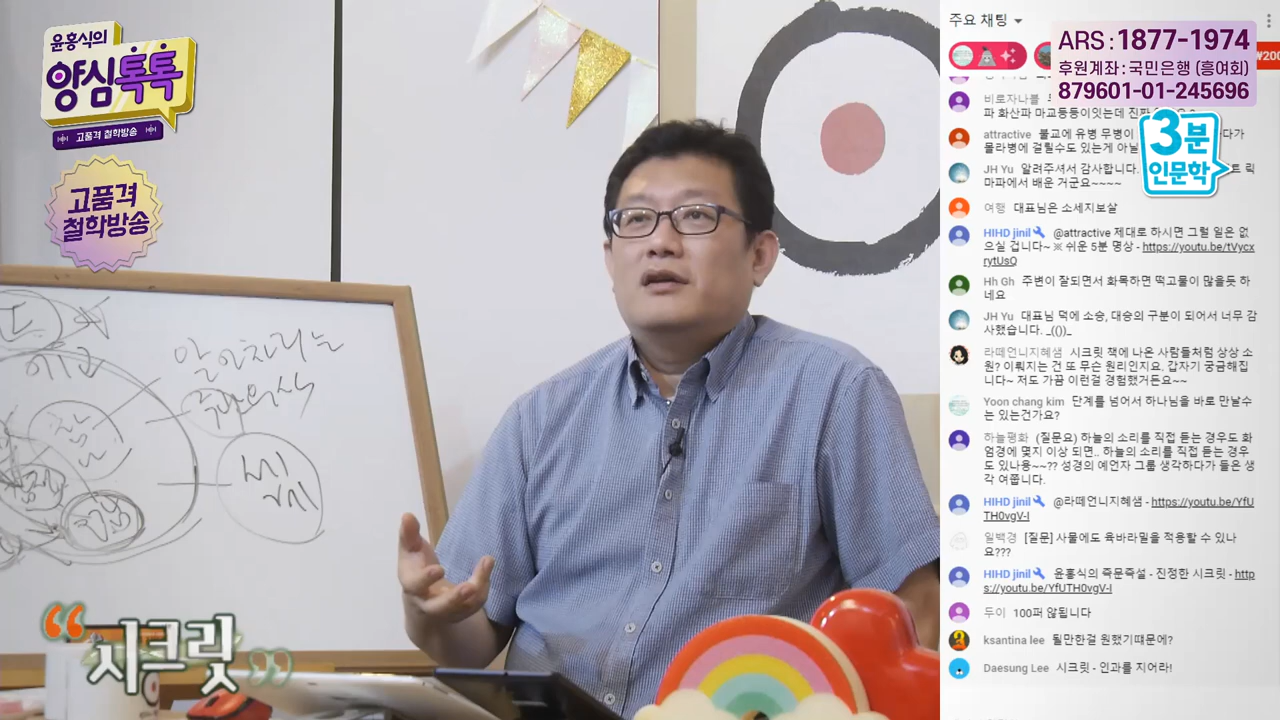 윤홍식의
양심톡톡
고품격 철학방송
고품격
철학방송
에고
알아차리는
순수의식
“시크릿”
주요 채팅
ARS : 1877-1974
후원계좌 : 국민은행 (흥여회)
879601-01-245696
3분
인문학
비로자나불
파 화산파 마교등등이잇는데 진짜
attractive 불교에 유병 무병이
몰라병에 걸릴수도 있는게 아닐
JH Yu 알려주셔서 감사합니다.
마파에서 배운 거군요~~~~
여행 대표님은 소세지보살
HIHD jinil @attractive 제대로 하시면 그럴 일은 없
으실 겁니다~ ※ 쉬운 5분 명상 - https://youtu.be/tVycx
rytUsQ
Hh Gh 주변이 잘되면서 화목하면 떡고물이 많을듯 하
네요
JH Yu 대표님 덕에 소승, 대승의 구분이 되어서 너무 감
사했습니다. _(())_
라떼언니지혜샘 시크릿 책에 나온 사람들처럼 상상 소
원? 이뤄지는 건 또 무슨 원리인지요. 갑자기 궁금해집
니다~ 저도 가끔 이런걸 경험했거든요~~
Yoon chang kim 단계를 넘어서 하나님을 바로 만날수
는 있는건가요?
하늘평화 (질문요) 하늘의 소리를 직접 듣는 경우도 화
엄경에 몇지 이상 되면.. 하늘의 소리를 직접 듣는 경우
도 있나용~~?? 성경의 예언자 그룹 생각하다가 들은 생
각 여쭙니다.
HIHD jinil @라떼언니지혜샘 - https://youtu.be/YfU
TH0vgV-I
일백경 [질문] 사물에도 육바라밀을 적용할 수 있나
요???
HIHD jinil 윤홍식의 즉문즉설 - 진정한 시크릿 - http
s://youtu.be/YfUTH0vgV-I
두이 100퍼 않됩니다
ksantina lee 될만한걸 원했기떄문에?
Daesung Lee 시크릿 - 인과를 지어라!